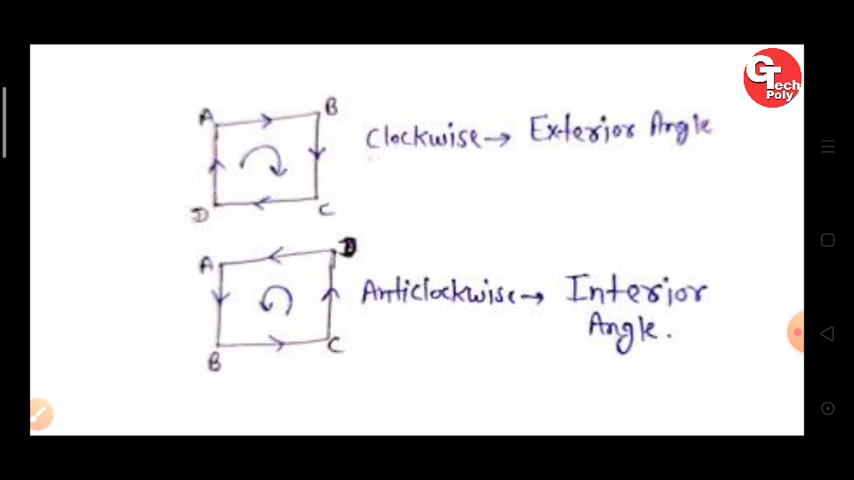 GTech
Poly
A B
Clockwise → Exterior Angle
D C
A D
Anticlockwise → Interior
Angle.
B C